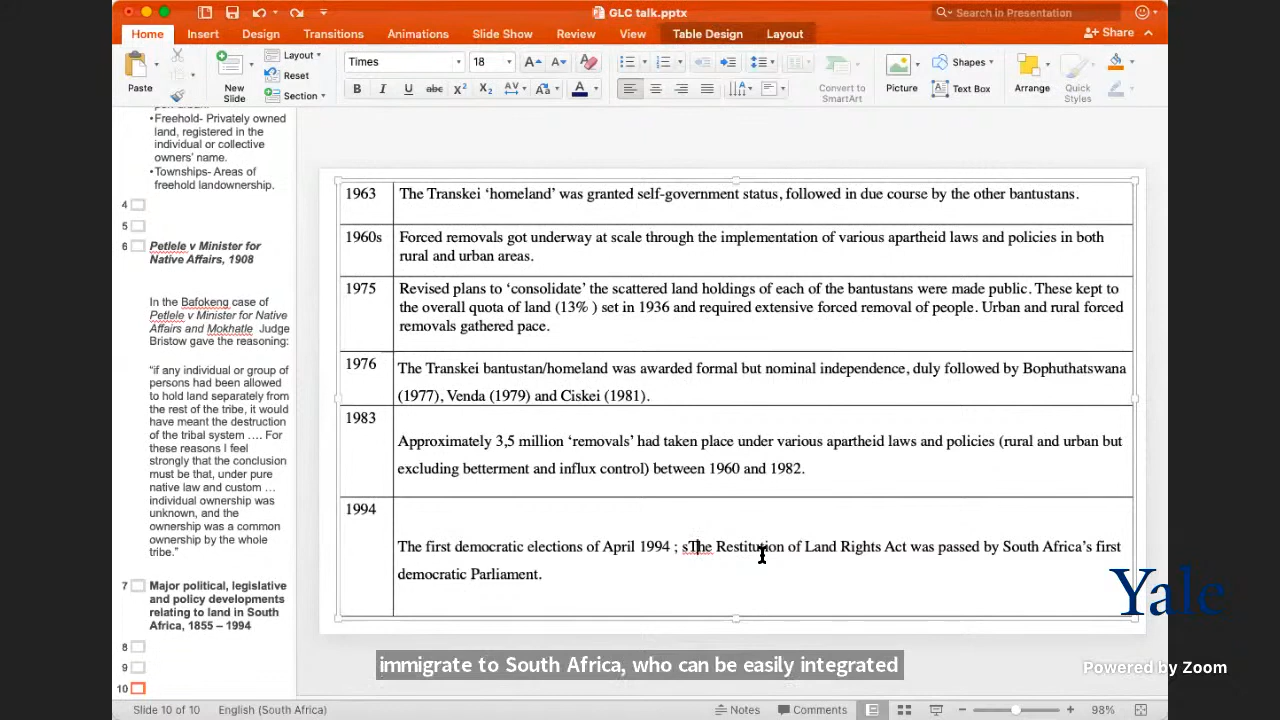 GLC talk.pptx
Search in Presentation
Home Insert Design Transitions Animations Slide Show Review View Table Design Layout Share
Paste
New Slide
Layout
Reset
Section
Times 18
Convert to SmartArt
Picture
Shapes
Text Box
Arrange
Quick Styles
•Freehold- Privately owned
land, registered in the
individual or collective
owners' name.
•Townships- Areas of
freehold landownership.
4
5
6 Petlele v Minister for
Native Affairs, 1908
In the Bafokeng case of
Petlele v Minister for Native
Affairs and Mokhatle Judge
Bristow gave the reasoning:
“if any individual or group of
persons had been allowed
to hold land separately from
the rest of the tribe, it would
have meant the destruction
of the tribal system …. For
these reasons I feel
strongly that the conclusion
must be that, under pure
native law and custom …
individual ownership was
unknown, and the
ownership was a common
ownership by the whole
tribe.”
7 Major political, legislative
and policy developments
relating to land in South
Africa, 1855 – 1994
8
9
10
1963 The Transkei ‘homeland’ was granted self-government status, followed in due course by the other bantustans.
1960s Forced removals got underway at scale through the implementation of various apartheid laws and policies in both
rural and urban areas.
1975 Revised plans to ‘consolidate’ the scattered land holdings of each of the bantustans were made public. These kept to
the overall quota of land (13% ) set in 1936 and required extensive forced removal of people. Urban and rural forced
removals gathered pace.
1976 The Transkei bantustan/homeland was awarded formal but nominal independence, duly followed by Bophuthatswana
(1977), Venda (1979) and Ciskei (1981).
1983
Approximately 3,5 million ‘removals’ had taken place under various apartheid laws and policies (rural and urban but
excluding betterment and influx control) between 1960 and 1982.
1994
The first democratic elections of April 1994 ; sThe Restitution of Land Rights Act was passed by South Africa’s first
democratic Parliament.
Yale
immigrate to South Africa, who can be easily integrated
Powered by Zoom
Slide 10 of 10 English (South Africa) Notes Comments 98%